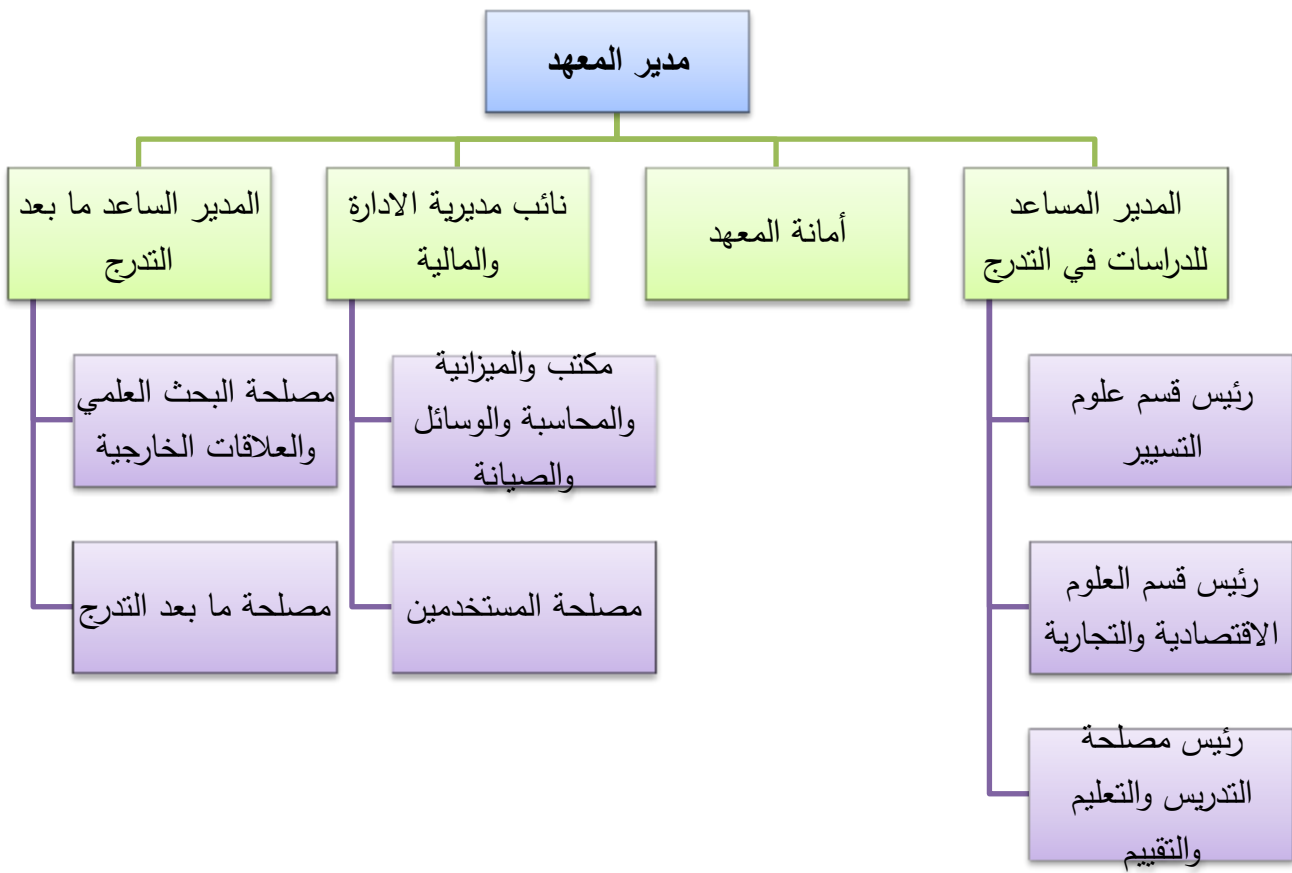 مدير المعهد
المدير المساعد
للدراسات في التدرج
أمانة المعهد
نائب مديرية الادارة
والمالية
المدير الساعد ما بعد
التدرج
رئيس قسم علوم
التسيير
رئيس قسم العلوم
الاقتصادية والتجارية
رئيس مصلحة
التدريس والتعليم
والتقييم
مكتب والميزانية
والمحاسبة والوسائل
والصيانة
مصلحة المستخدمين
مصلحة البحث العلمي
والعلاقات الخارجية
مصلحة ما بعد التدرج